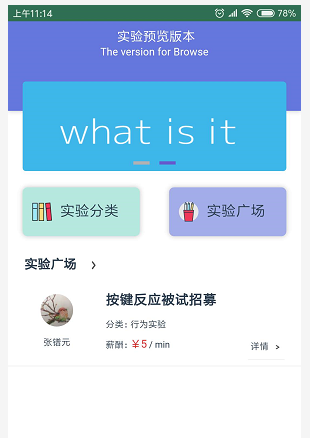 上午11:14
78%
实验预览版本
The version for Browse
what is it
实验分类
实验广场
实验广场 >
按键反应被试招募
分类: 行为实验
张锴元
薪酬: ¥5 / min
详情 >